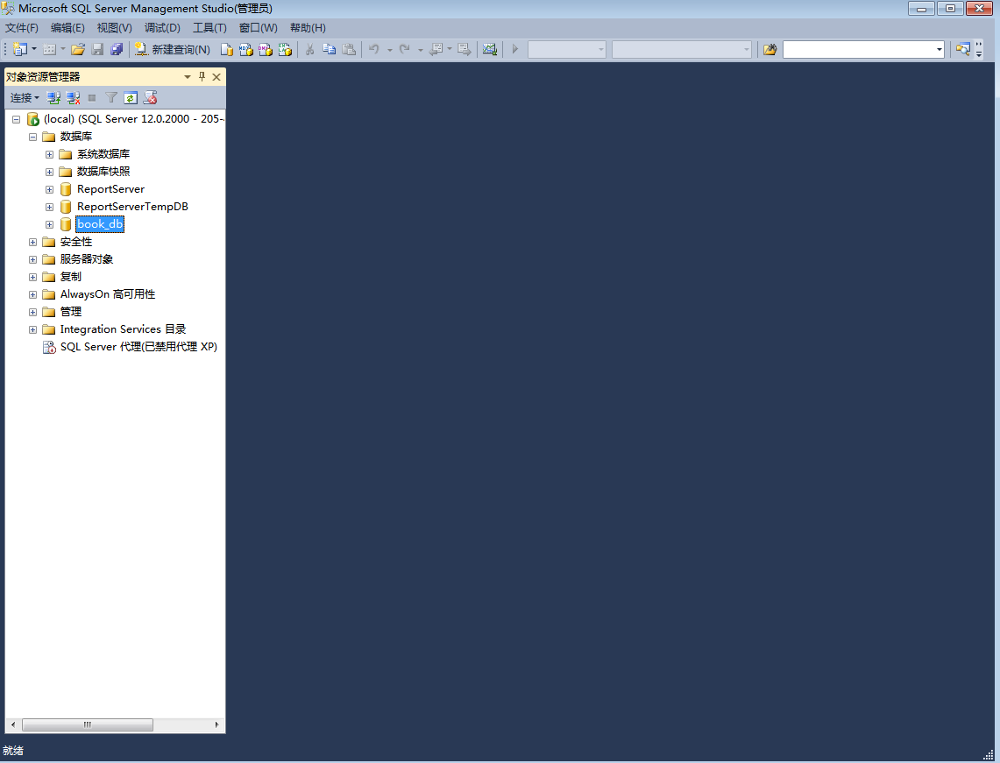 Microsoft SQL Server Management Studio(管理员)
文件(F) 编辑(E) 视图(V) 调试(D) 工具(T) 窗口(W) 帮助(H)
新建查询(N)
对象资源管理器
连接
(local) (SQL Server 12.0.2000 - 205-
数据库
系统数据库
数据库快照
ReportServer
ReportServerTempDB
book_db
安全性
服务器对象
复制
AlwaysOn 高可用性
管理
Integration Services 目录
SQL Server 代理(已禁用代理 XP)
就绪